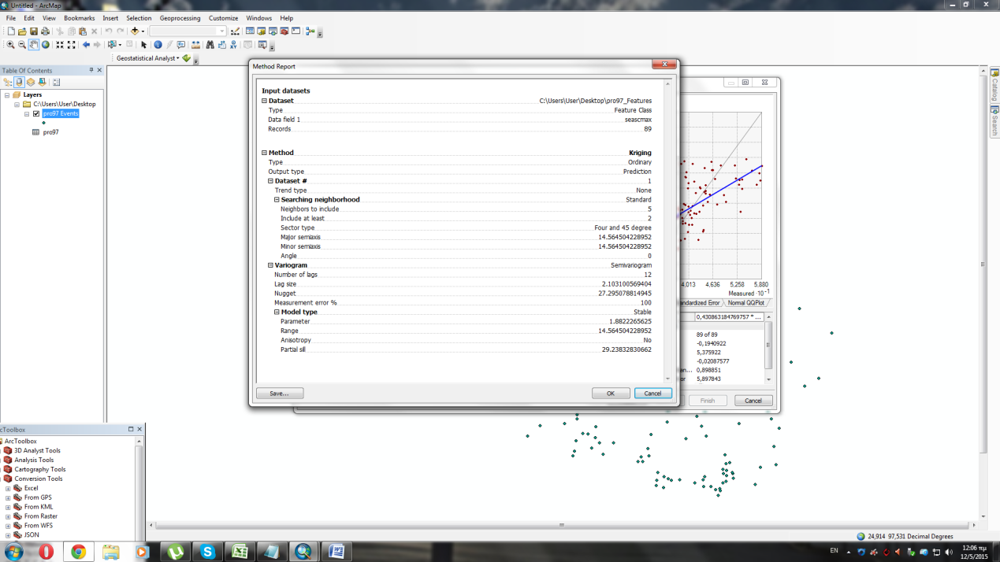 Untitled - ArcMap
File Edit View Bookmarks Insert Selection Geoprocessing Customize Windows Help
Geostatistical Analyst
Table Of Contents
Layers
C:\Users\User\Desktop
pro97 Events
pro97
Method Report
Input datasets
Dataset C:\Users\User\Desktop\pro97_Features
Type Feature Class
Data field 1 seascmax
Records 89
Method Kriging
Type Ordinary
Output type Prediction
Dataset # 1
Trend type None
Searching neighborhood Standard
Neighbors to include 5
Include at least 2
Sector type Four and 45 degree
Major semiaxis 14.564504228952
Minor semiaxis 14.564504228952
Angle 0
Variogram Semivariogram
Number of lags 12
Lag size 2.103100569404
Nugget 27.295078814945
Measurement error % 100
Model type Stable
Parameter 1.8822265625
Range 14.564504228952
Anisotropy No
Partial sill 29.23832830662
Save... OK Cancel
4,013 4,636 5,258 5,880
Measured ·10-1
andardized Error Normal QQPlot
0,430863184769757 * ...
89 of 89
-0,1940922
5,375922
-0,02087577
en... 0,898851
or 5,897843
Finish Cancel
Catalog
Search
cToolbox
ArcToolbox
3D Analyst Tools
Analysis Tools
Cartography Tools
Conversion Tools
Excel
From GPS
From KML
From Raster
From WFS
JSON
24,914 97,531 Decimal Degrees
EN
12:06 πμ
12/5/2015